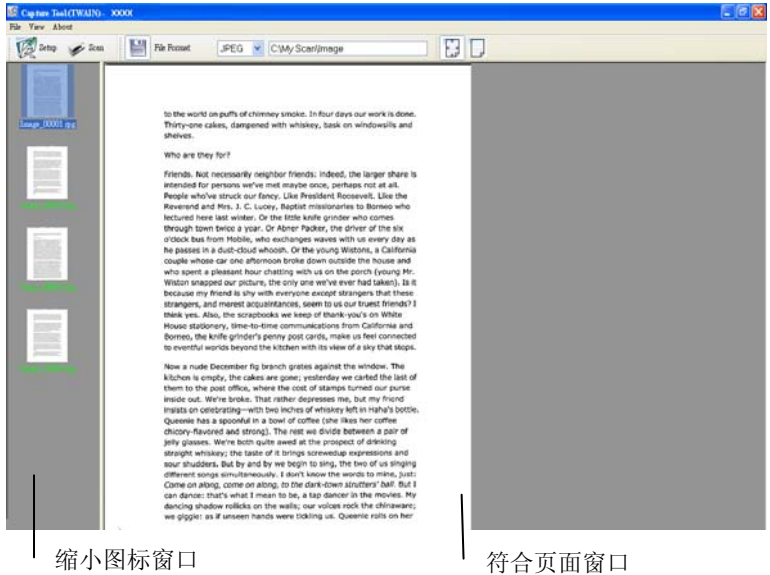 Capture Tool(TWAIN) - XXXX
File View About
Setup Scan File Format JPEG C:\My Scan\Image
Image_00001.jpg
to the world on puffs of chimney smoke. In four days our work is done.
Thirty-one cakes, dampened with whiskey, bask on windowsills and
shelves.
Who are they for?
Friends. Not necessarily neighbor friends: indeed, the larger share is
intended for persons we've met maybe once, perhaps not at all.
People who've struck our fancy. Like President Roosevelt. Like the
Reverend and Mrs. J. C. Lucey, Baptist missionaries to Borneo who
lectured here last winter. Or the little knife grinder who comes
through town twice a year. Or Abner Packer, the driver of the six
o'clock bus from Mobile, who exchanges waves with us every day as
he passes in a dust-cloud whoosh. Or the young Wistons, a California
couple whose car one afternoon broke down outside the house and
who spent a pleasant hour chatting with us on the porch (young Mr.
Wiston snapped our picture, the only one we've ever had taken). Is it
because my friend is shy with everyone except strangers that these
strangers, and merest acquaintances, seem to us our truest friends? I
think yes. Also, the scrapbooks we keep of thank-you's on White
House stationery, time-to-time communications from California and
Borneo, the knife grinder's penny post cards, make us feel connected
to eventful worlds beyond the kitchen with its view of a sky that stops.
Now a nude December fig branch grates against the window. The
kitchen is empty, the cakes are gone; yesterday we carted the last of
them to the post office, where the cost of stamps turned our purse
inside out. We're broke. That rather depresses me, but my friend
insists on celebrating—with two inches of whiskey left in Haha's bottle.
Queenie has a spoonful in a bowl of coffee (she likes her coffee
chicory-flavored and strong). The rest we divide between a pair of
jelly glasses. We're both quite awed at the prospect of drinking
straight whiskey; the taste of it brings screwedup expressions and
sour shudders. But by and by we begin to sing, the two of us singing
different songs simultaneously. I don't know the words to mine, just:
Come on along, come on along, to the dark-town strutters' ball. But I
can dance: that's what I mean to be, a tap dancer in the movies. My
dancing shadow rollicks on the walls; our voices rock the chinaware;
we giggle: as if unseen hands were tickling us. Queenie rolls on her
缩小图标窗口
符合页面窗口